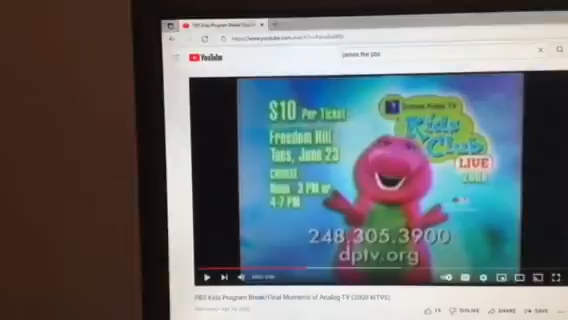 YouTube
james the pbs
$10 Per Ticket
Freedom Hill
Tues, June 23
Noon - 3 PM or
4-7 PM
Detroit Public TV
Kids
Club
LIVE
2009
248.305.3900
dptv.org
PBS Kids Program Break/Final Moments of Analog TV (2009 WTVS)
DISLIKE
SHARE
SAVE